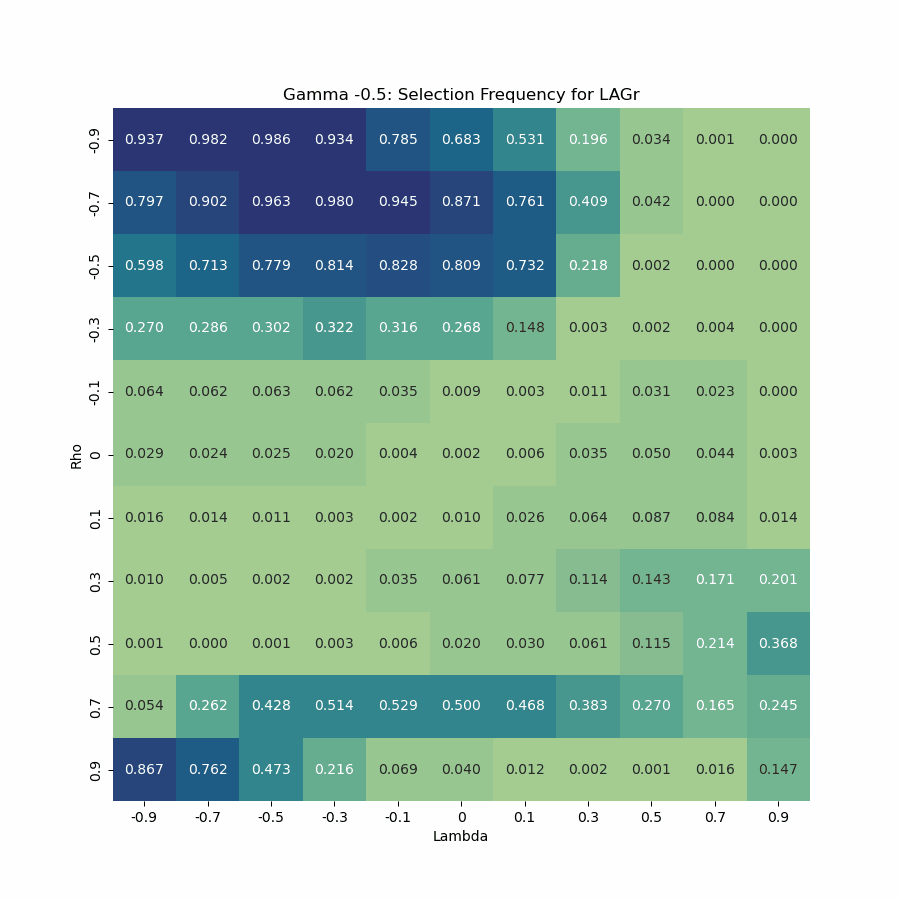 Gamma -0.5: Selection Frequency for LAGr
-0.9 0.937 0.982 0.986 0.934 0.785 0.683 0.531 0.196 0.034 0.001 0.000
-0.7 0.797 0.902 0.963 0.980 0.945 0.871 0.761 0.409 0.042 0.000 0.000
-0.5 0.598 0.713 0.779 0.814 0.828 0.809 0.732 0.218 0.002 0.000 0.000
-0.3 0.270 0.286 0.302 0.322 0.316 0.268 0.148 0.003 0.002 0.004 0.000
-0.1 0.064 0.062 0.063 0.062 0.035 0.009 0.003 0.011 0.031 0.023 0.000
Rho
0 0.029 0.024 0.025 0.020 0.004 0.002 0.006 0.035 0.050 0.044 0.003
0.1 0.016 0.014 0.011 0.003 0.002 0.010 0.026 0.064 0.087 0.084 0.014
0.3 0.010 0.005 0.002 0.002 0.035 0.061 0.077 0.114 0.143 0.171 0.201
0.5 0.001 0.000 0.001 0.003 0.006 0.020 0.030 0.061 0.115 0.214 0.368
0.7 0.054 0.262 0.428 0.514 0.529 0.500 0.468 0.383 0.270 0.165 0.245
0.9 0.867 0.762 0.473 0.216 0.069 0.040 0.012 0.002 0.001 0.016 0.147
-0.9 -0.7 -0.5 -0.3 -0.1 0 0.1 0.3 0.5 0.7 0.9
Lambda